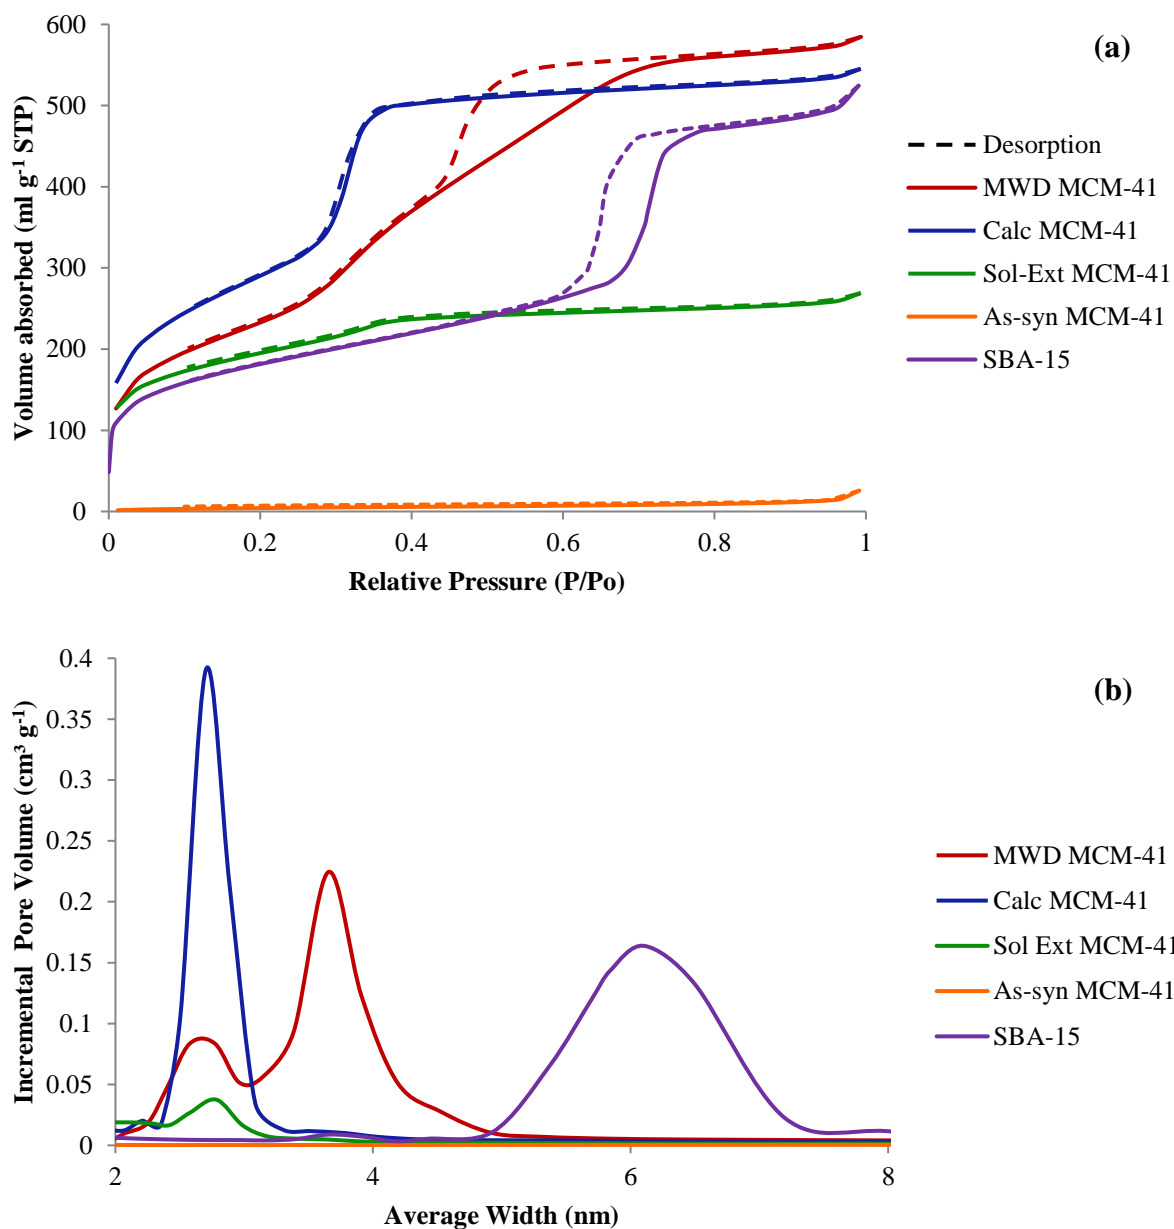 600
500
400
300
200
100
0
Volume absorbed (ml g⁻¹ STP)
0 0.2 0.4 0.6 0.8 1
Relative Pressure (P/Po)
(a)
Desorption
MWD MCM-41
Calc MCM-41
Sol-Ext MCM-41
As-syn MCM-41
SBA-15
0.4
0.35
0.3
0.25
0.2
0.15
0.1
0.05
0
Incremental Pore Volume (cm³ g⁻¹)
2 4 6 8
Average Width (nm)
(b)
MWD MCM-41
Calc MCM-41
Sol Ext MCM-41
As-syn MCM-41
SBA-15